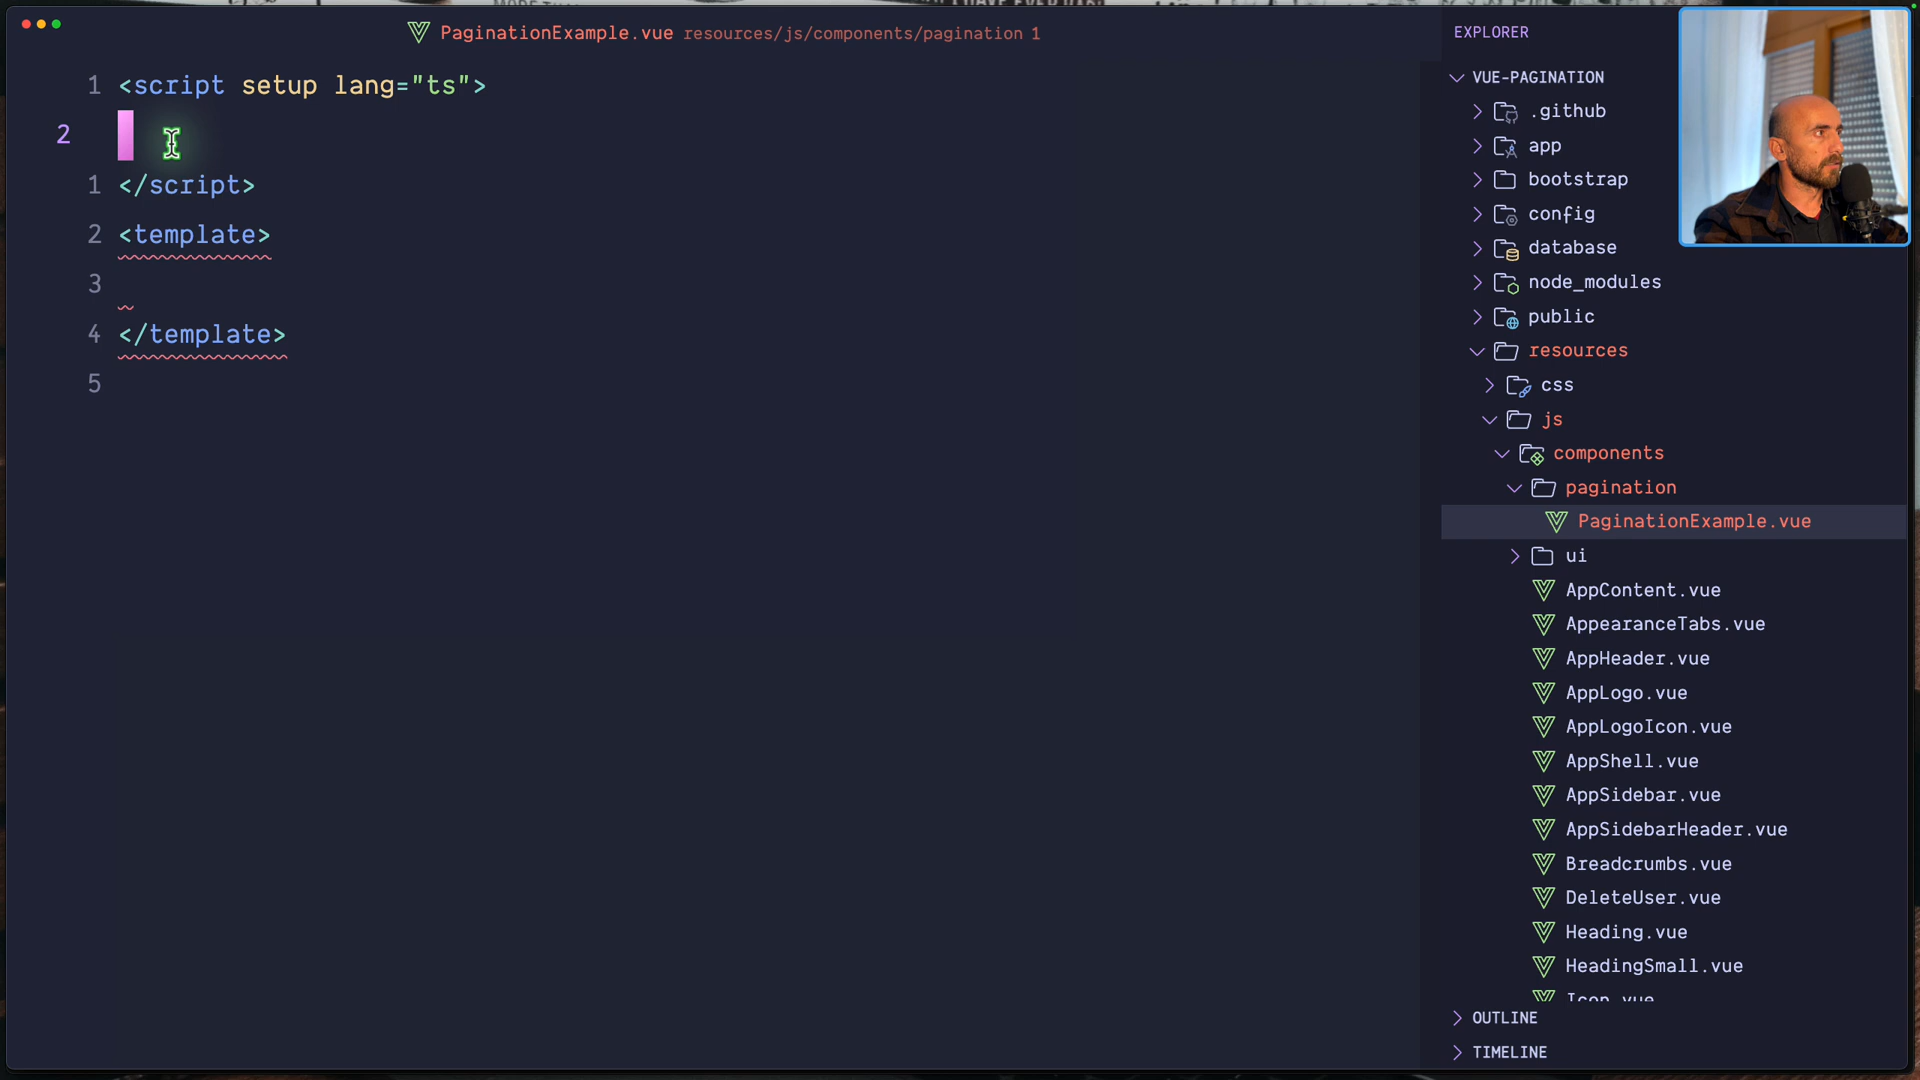 PaginationExample.vue resources/js/components/pagination 1
1 <script setup lang="ts">
2
1 </script>
2 <template>
3
4 </template>
5
EXPLORER
VUE-PAGINATION
.github
app
bootstrap
config
database
node_modules
public
resources
css
js
components
pagination
PaginationExample.vue
ui
AppContent.vue
AppearanceTabs.vue
AppHeader.vue
AppLogo.vue
AppLogoIcon.vue
AppShell.vue
AppSidebar.vue
AppSidebarHeader.vue
Breadcrumbs.vue
DeleteUser.vue
Heading.vue
HeadingSmall.vue
Icon.vue
OUTLINE
TIMELINE